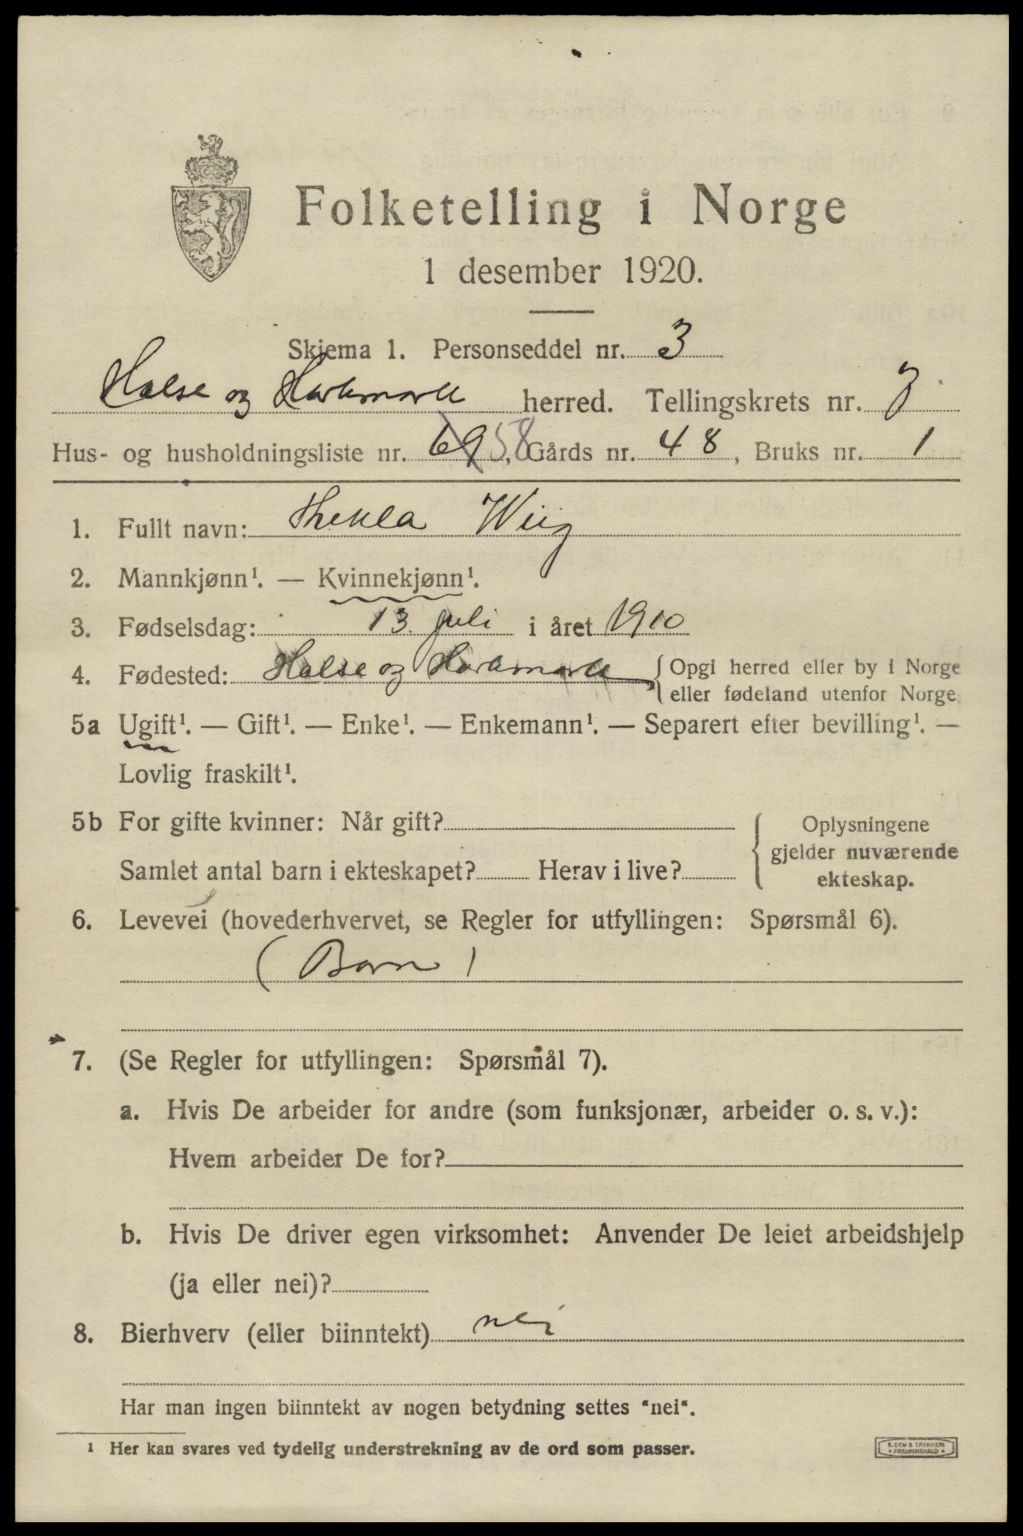 Folketelling i Norge
1 desember 1920.
Skjema 1. Personseddel nr. 3
Halse og Harkmark herred. Tellingskrets nr. 3
Hus- og husholdningsliste nr. 69 58, Gårds nr. 48, Bruks nr. 1
1. Fullt navn: Thekla Wiig
2. Mannkjønn¹. — Kvinnekjønn¹.
3. Fødselsdag: 13. juli i året 1910
4. Fødested: Halse og Harkmark { Opgi herred eller by i Norge
eller fødeland utenfor Norge
5a Ugift¹. — Gift¹. — Enke¹. — Enkemann¹. — Separert efter bevilling¹. —
Lovlig fraskilt¹.
5b For gifte kvinner: Når gift?
Samlet antal barn i ekteskapet? Herav i live?
{ Oplysningene
gjelder nuværende
ekteskap.
6. Levevei (hovederhvervet, se Regler for utfyllingen: Spørsmål 6).
(Barn)
7. (Se Regler for utfyllingen: Spørsmål 7).
a. Hvis De arbeider for andre (som funksjonær, arbeider o. s. v.):
Hvem arbeider De for?
b. Hvis De driver egen virksomhet: Anvender De leiet arbeidshjelp
(ja eller nei)?
8. Bierhverv (eller biinntekt) nei
Har man ingen biinntekt av nogen betydning settes "nei".
1 Her kan svares ved tydelig understrekning av de ord som passer.